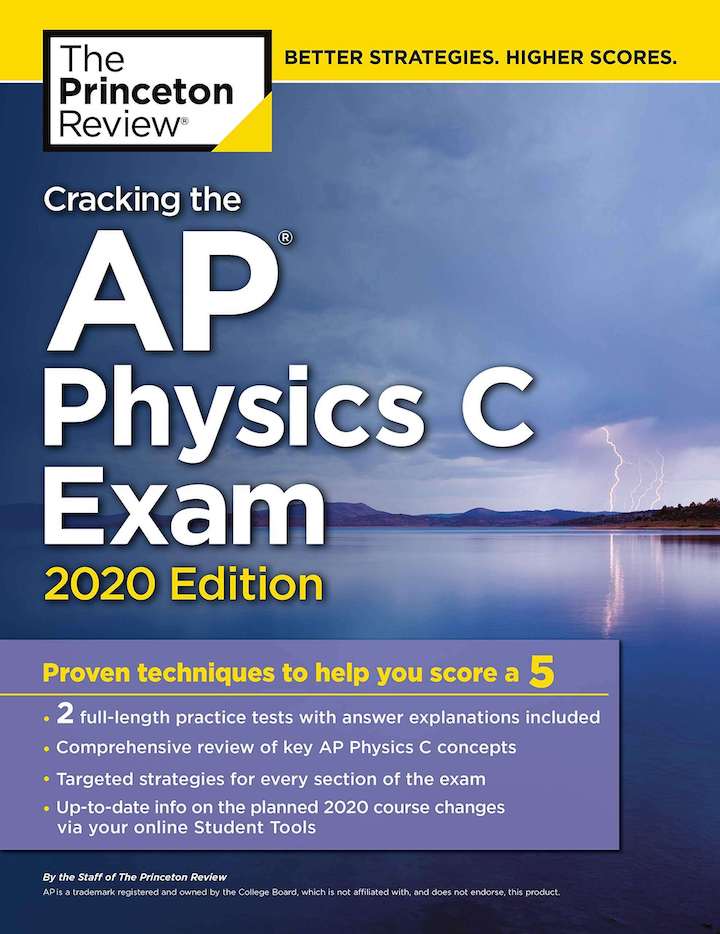 The
Princeton
Review®
BETTER STRATEGIES. HIGHER SCORES.
Cracking the
AP®
Physics C
Exam
2020 Edition
Proven techniques to help you score a 5
• 2 full-length practice tests with answer explanations included
• Comprehensive review of key AP Physics C concepts
• Targeted strategies for every section of the exam
• Up-to-date info on the planned 2020 course changes
via your online Student Tools
By the Staff of The Princeton Review
AP is a trademark registered and owned by the College Board, which is not affiliated with, and does not endorse, this product.